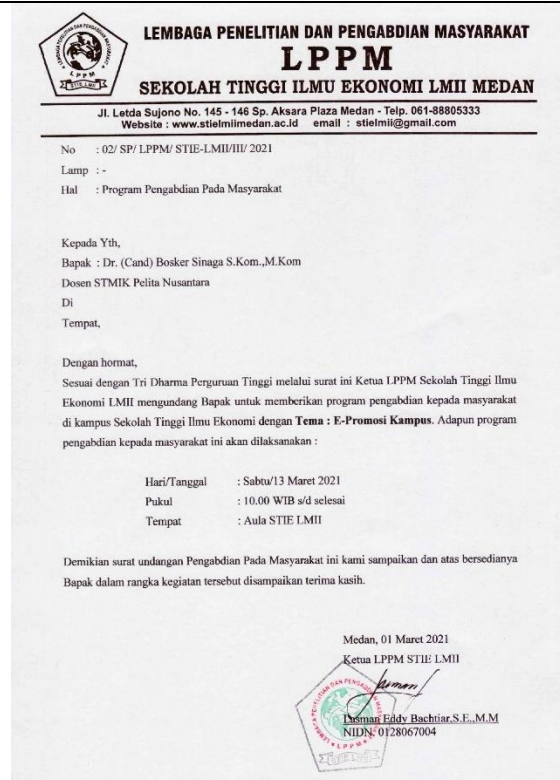 LEMBAGA PENELITIAN DAN PENGABDIAN MASYARAKAT
LPPM
SEKOLAH TINGGI ILMU EKONOMI LMII MEDAN
Jl. Letda Sujono No. 145 - 146 Sp. Aksara Plaza Medan - Telp. 061-88805333
Website : www.stielmiimedan.ac.id email : stielmii@gmail.com
LPPM
STIE LMII
No : 02/ SP/ LPPM/ STIE-LMII/III/ 2021
Lamp : -
Hal : Program Pengabdian Pada Masyarakat
Kepada Yth,
Bapak : Dr. (Cand) Bosker Sinaga S.Kom.,M.Kom
Dosen STMIK Pelita Nusantara
Di
Tempat,
Dengan hormat,
Sesuai dengan Tri Dharma Perguruan Tinggi melalui surat ini Ketua LPPM Sekolah Tinggi Ilmu
Ekonomi LMII mengundang Bapak untuk memberikan program pengabdian kepada masyarakat
di kampus Sekolah Tinggi Ilmu Ekonomi dengan Tema : E-Promosi Kampus. Adapun program
pengabdian kepada masyarakat ini akan dilaksanakan :
Hari/Tanggal : Sabtu/13 Maret 2021
Pukul : 10.00 WIB s/d selesai
Tempat : Aula STIE LMII
Demikian surat undangan Pengabdian Pada Masyarakat ini kami sampaikan dan atas bersedianya
Bapak dalam rangka kegiatan tersebut disampaikan terima kasih.
Medan, 01 Maret 2021
Ketua LPPM STIE LMII
Lusman Eddy Bachtiar,S.E.,M.M
NIDN. 0128067004
LPPM